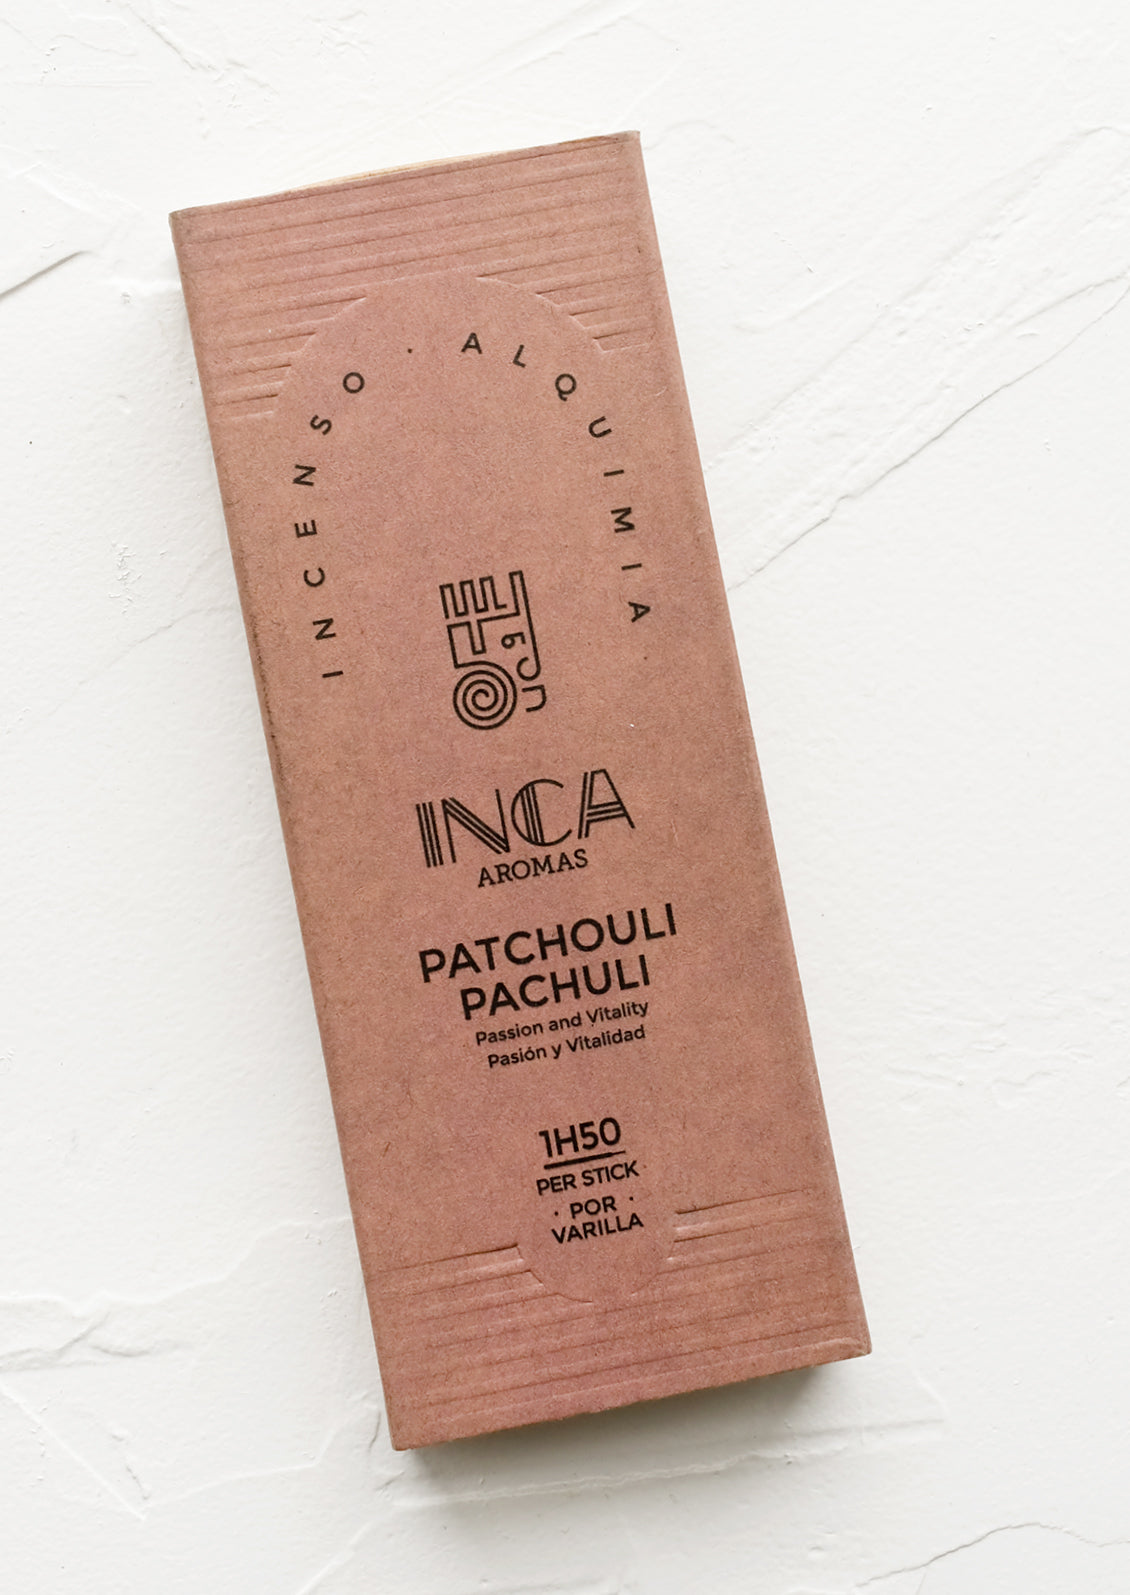 INCENSO · ALQUIMIA
INCA
AROMAS
PATCHOULI
PACHULI
Passion and Vitality
Pasión y Vitalidad
1H50
PER STICK
· POR ·
VARILLA